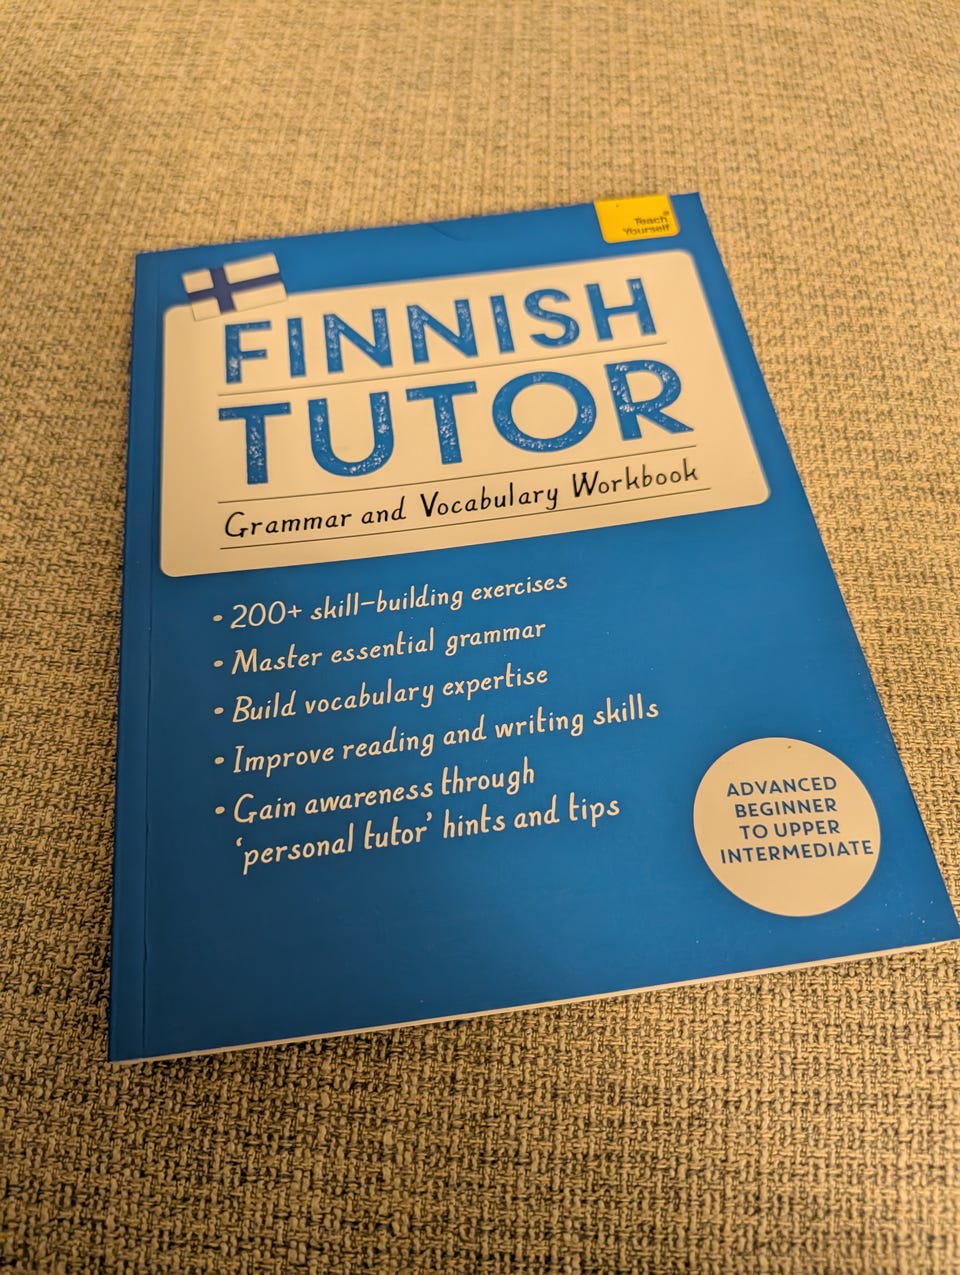 Teach®
Yourself
FINNISH
TUTOR
Grammar and Vocabulary Workbook
• 200+ skill-building exercises
• Master essential grammar
• Build vocabulary expertise
• Improve reading and writing skills
• Gain awareness through
'personal tutor' hints and tips
ADVANCED
BEGINNER
TO UPPER
INTERMEDIATE